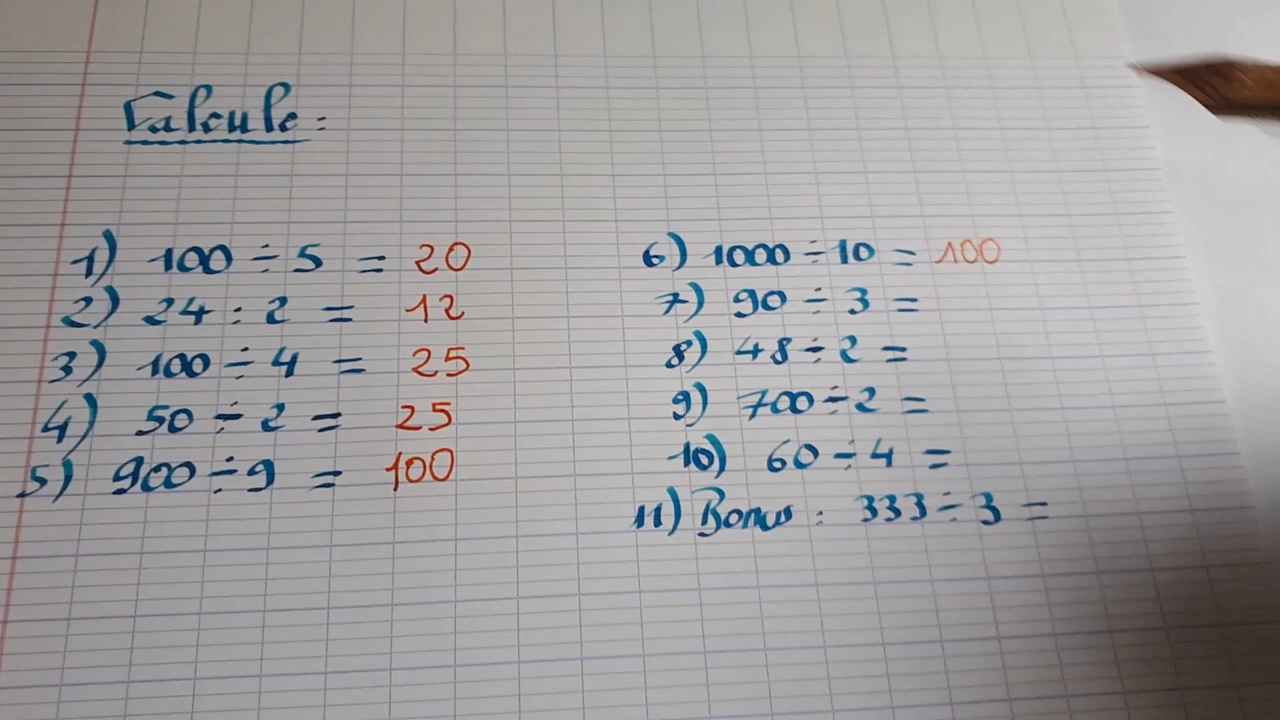 Calcule :
1) 100 ÷ 5 = 20
2) 24 : 2 = 12
3) 100 ÷ 4 = 25
4) 50 ÷ 2 = 25
5) 900 ÷ 9 = 100
6) 1000 ÷ 10 = 100
7) 90 ÷ 3 =
8) 48 ÷ 2 =
9) 700 ÷ 2 =
10) 60 ÷ 4 =
11) Bonus : 333 ÷ 3 =